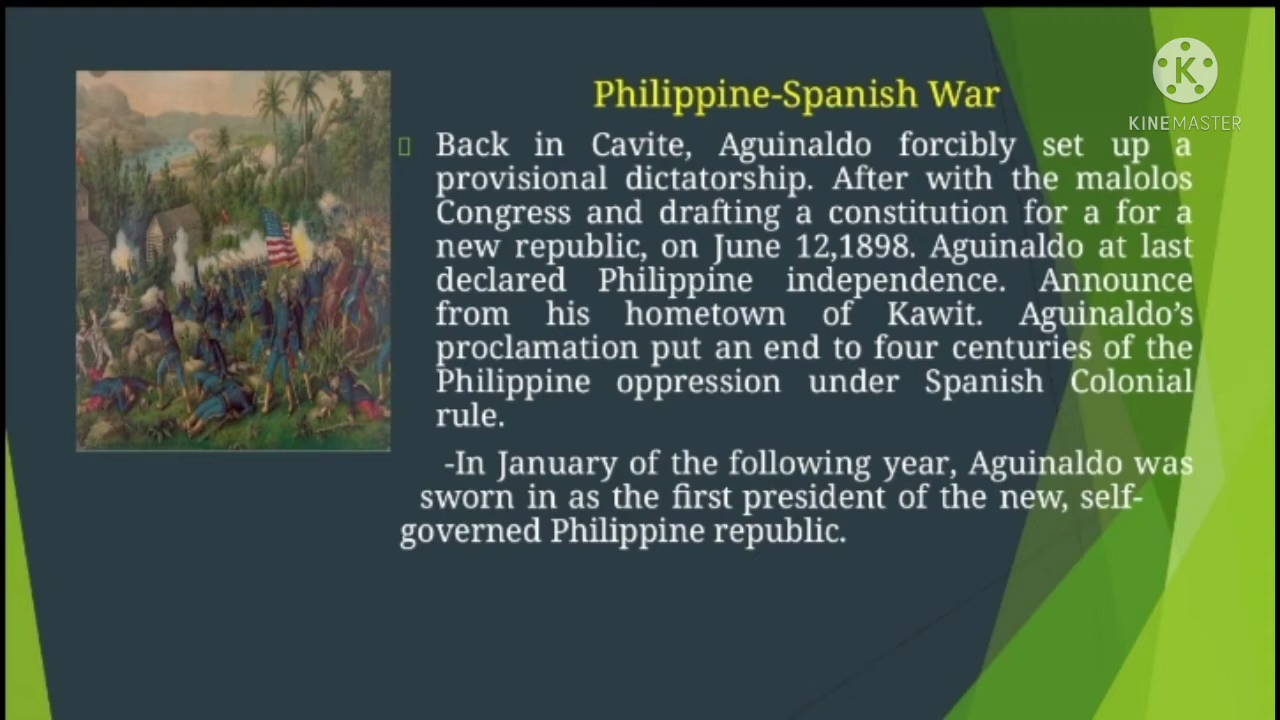 K
KINEMASTER
Philippine-Spanish War
Back in Cavite, Aguinaldo forcibly set up a
provisional dictatorship. After with the malolos
Congress and drafting a constitution for a for a
new republic, on June 12,1898. Aguinaldo at last
declared Philippine independence. Announce
from his hometown of Kawit. Aguinaldo’s
proclamation put an end to four centuries of the
Philippine oppression under Spanish Colonial
rule.
-In January of the following year, Aguinaldo was
sworn in as the first president of the new, self-
governed Philippine republic.